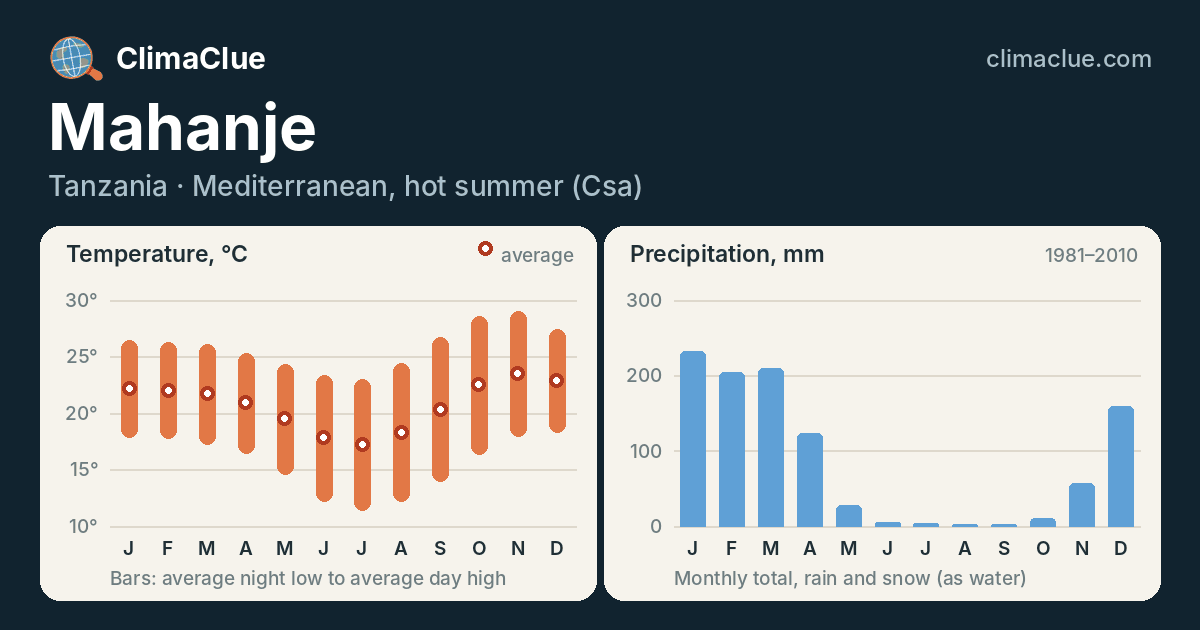 ClimaClue
climaclue.com
Mahanje
Tanzania · Mediterranean, hot summer (Csa)
Temperature, °C
average
30°
25°
20°
15°
10°
J F M A M J J A S O N D
Bars: average night low to average day high
Precipitation, mm
1981–2010
300
200
100
0
J F M A M J J A S O N D
Monthly total, rain and snow (as water)